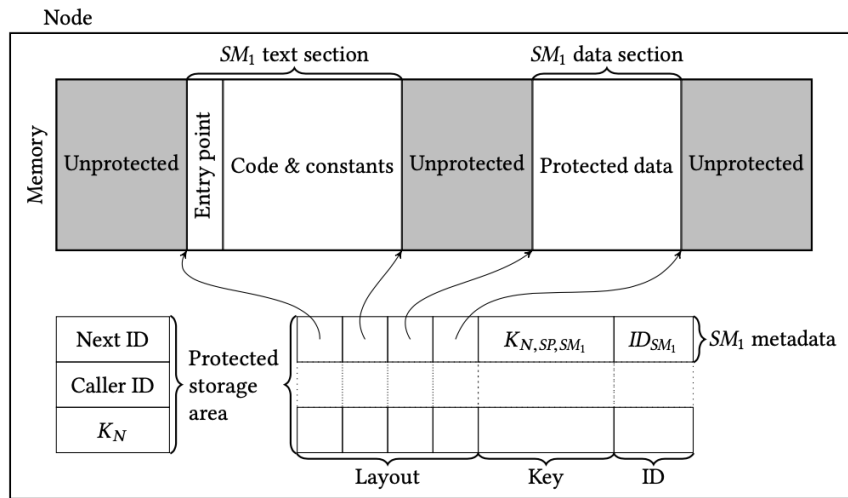 Node
SM₁ text section
SM₁ data section
Memory
Unprotected
Entry point
Code & constants
Unprotected
Protected data
Unprotected
Next ID
Caller ID
K_N
Protected
storage
area
K_{N,SP,SM₁}
ID_{SM₁}
SM₁ metadata
Layout
Key
ID